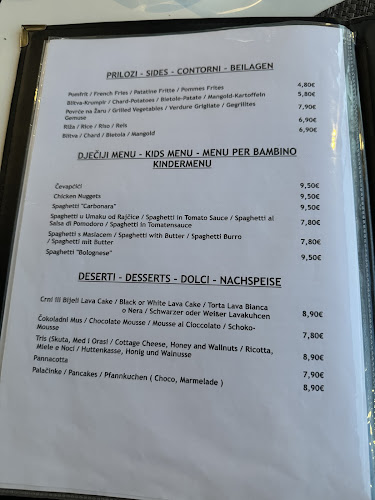 PRILOZI - SIDES - CONTORNI - BEILAGEN
Pomfrit / French Fries / Patatine Fritte / Pommes Frites 4,80€
Blitva-Krumpir / Chard-Potatoes / Bietole-Patate / Mangold-Kartoffeln 5,80€
Povrće na Žaru / Grilled Vegetables / Verdure Grigliate / Gegrilltes 7,90€
Gemüse
Riža / Rice / Riso / Reis 6,90€
Blitva / Chard / Bietola / Mangold 6,90€
DJEČIJI MENU - KIDS MENU - MENU PER BAMBINO
KINDERMENU
Ćevapčići 9,50€
Chicken Nuggets 9,50€
Spaghetti "Carbonara" 9,50€
Spaghetti u Umaku od Rajčice / Spaghetti in Tomato Sauce / Spaghetti al
Salsa di Pomodoro / Spaghetti in Tomatensauce 7,80€
Spaghetti s Maslacem / Spaghetti with Butter / Spaghetti Burro
/ Spaghetti mit Butter 7,80€
Spaghetti "Bolognese" 9,50€
DESERTI - DESSERTS - DOLCI - NACHSPEISE
Crni ili Bijeli Lava Cake / Black or White Lava Cake / Torta Lava Bianca
o Nera / Schwarzer oder Weißer Lavakuhcen 8,90€
Čokoladni Mus / Chocolate Mousse / Mousse al Cioccolato / Schoko-
Mousse 7,80€
Tris (Skuta, Med i Orasi / Cottage Cheese, Honey and Wallnuts / Ricotta,
Miele e Noci / Huttenkasse, Honig und Walnusse 8,90€
Pannacotta 7,90€
Palačinke / Pancakes / Pfannkuchen ( Choco, Marmelade ) 8,90€